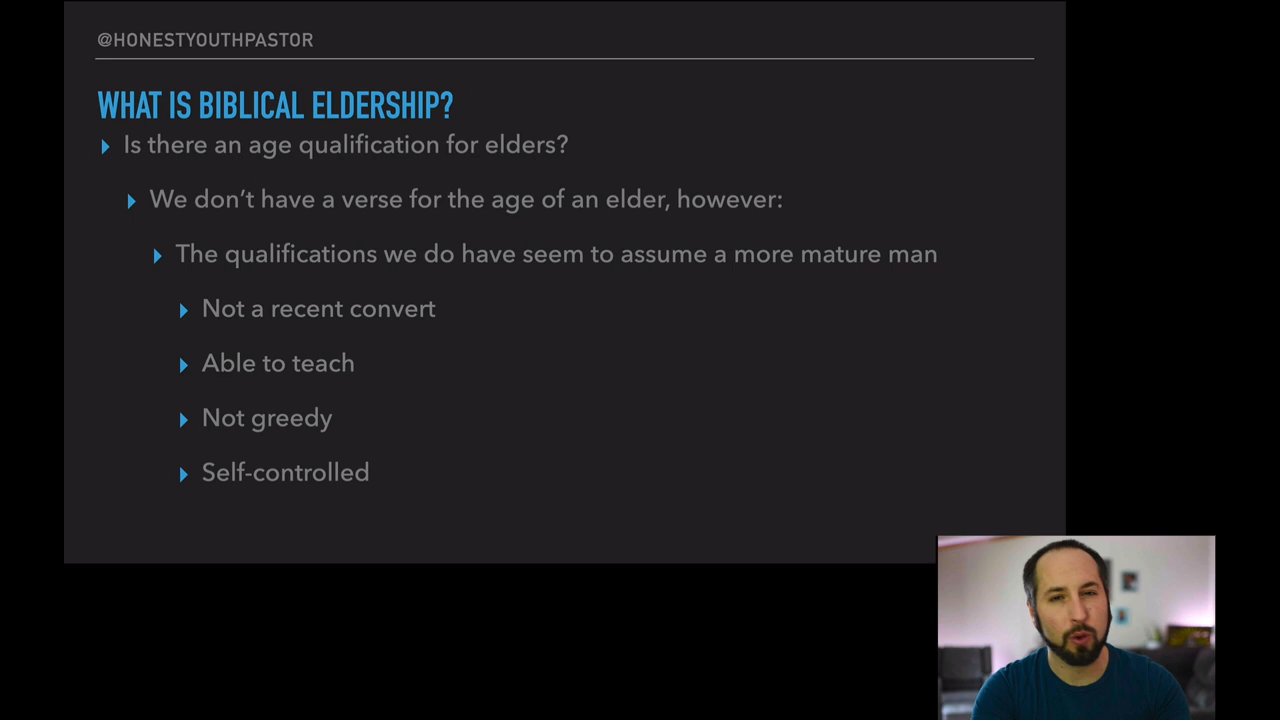 @HONESTYOUTHPASTOR
WHAT IS BIBLICAL ELDERSHIP?
Is there an age qualification for elders?
We don’t have a verse for the age of an elder, however:
The qualifications we do have seem to assume a more mature man
Not a recent convert
Able to teach
Not greedy
Self-controlled